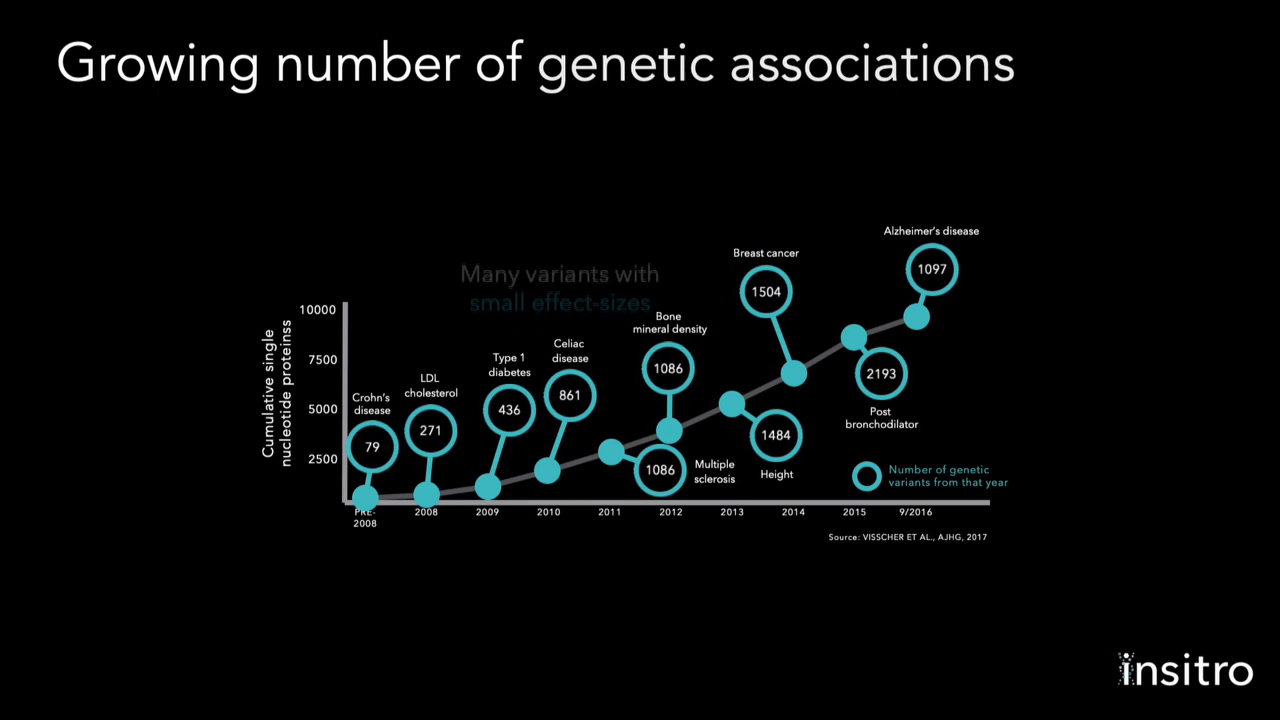 Growing number of genetic associations
Many variants with
small effect-sizes
Cumulative single
nucleotide proteinss
10000
7500
5000
2500
Crohn's
disease
79
LDL
cholesterol
271
Type 1
diabetes
436
Celiac
disease
861
Bone
mineral density
1086
1086
Multiple
sclerosis
Breast cancer
1504
1484
Height
Alzheimer's disease
1097
2193
Post
bronchodilator
Number of genetic
variants from that year
PRE-
2008
2008
2009
2010
2011
2012
2013
2014
2015
9/2016
Source: VISSCHER ET AL., AJHG, 2017
insitro